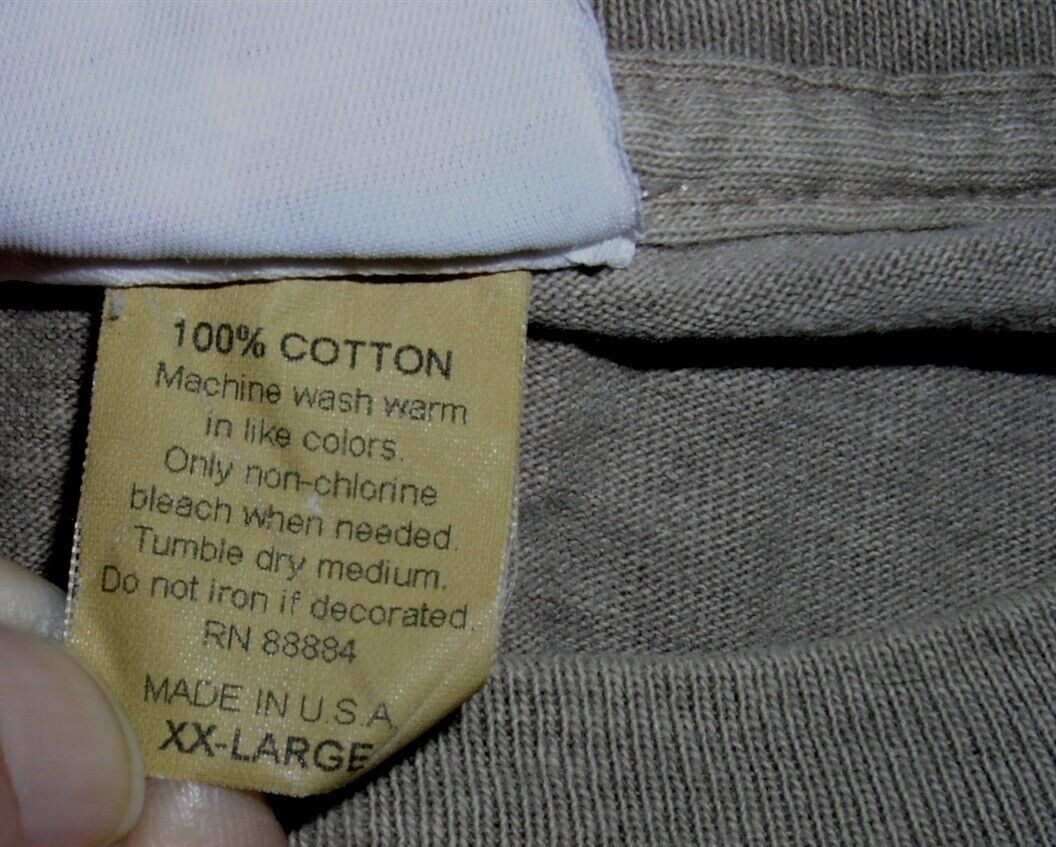 100% COTTON
Machine wash warm
in like colors.
Only non-chlorine
bleach when needed.
Tumble dry medium.
Do not iron if decorated.
RN 88884
MADE IN U.S.A.
XX-LARGE